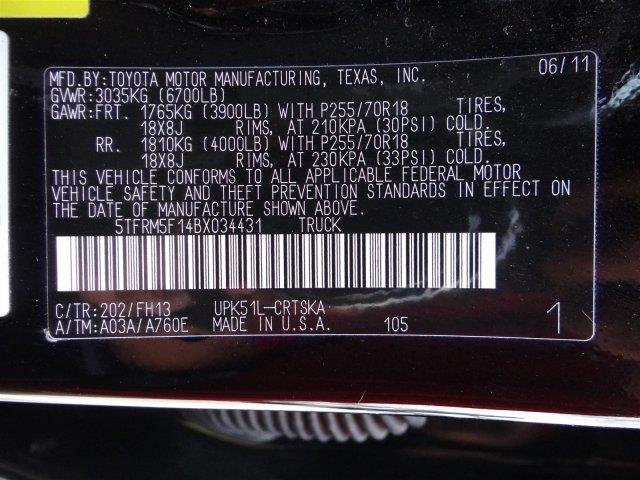 MFD.BY:TOYOTA MOTOR MANUFACTURING, TEXAS, INC. 06/11
GVWR:3035KG (6700LB)
GAWR:FRT. 1765KG (3900LB) WITH P255/70R18 TIRES,
18X8J RIMS, AT 210KPA (30PSI) COLD.
RR. 1810KG (4000LB) WITH P255/70R18 TIRES,
18X8J RIMS, AT 230KPA (33PSI) COLD.
THIS VEHICLE CONFORMS TO ALL APPLICABLE FEDERAL MOTOR
VEHICLE SAFETY AND THEFT PREVENTION STANDARDS IN EFFECT ON
THE DATE OF MANUFACTURE SHOWN ABOVE.
5TFRM5F14BX034431 TRUCK
C/TR:202/FH13 UPK51L-CRTSKA
A/TM:A03A/A760E MADE IN U.S.A. 105 1